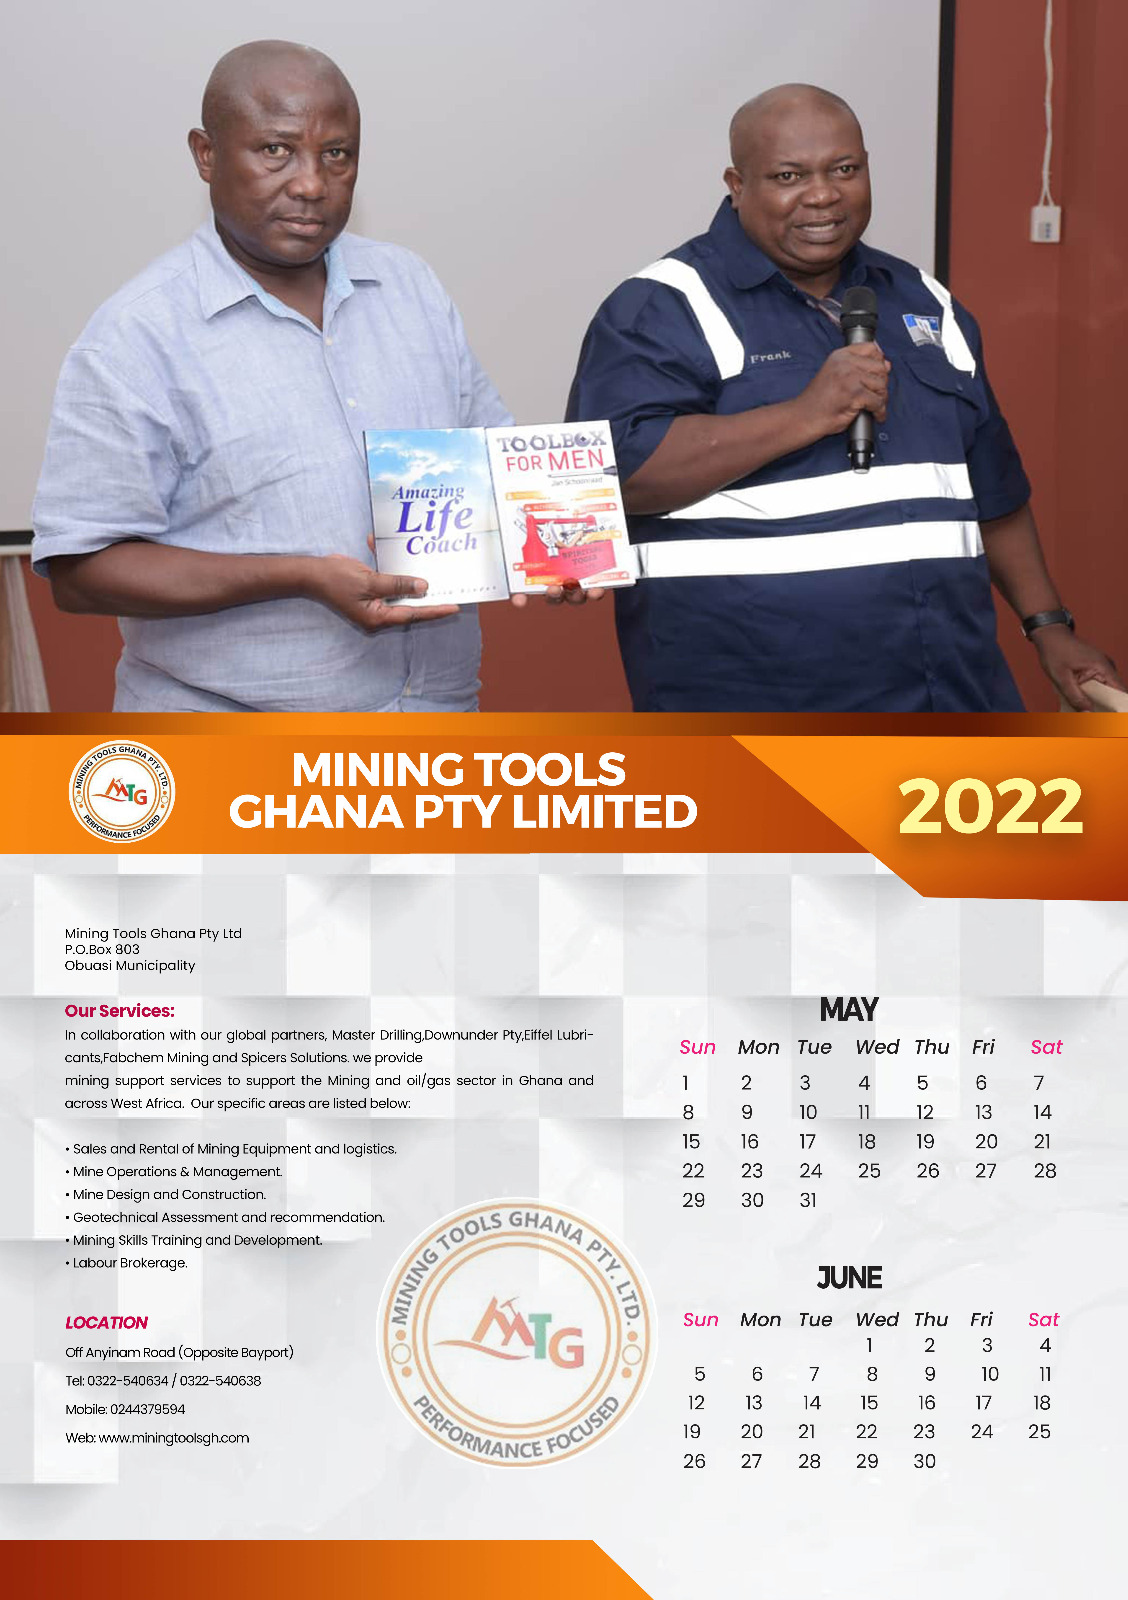 Frank
Amazing
Life
Coach
TOOLBOX
FOR MEN
Jan Schoonraad
SPIRITUAL
TOOLS
MINING TOOLS GHANA PTY. LTD.
MTG
PERFORMANCE FOCUSED
MINING TOOLS
GHANA PTY LIMITED
2022
Mining Tools Ghana Pty Ltd
P.O.Box 803
Obuasi Municipality
Our Services:
In collaboration with our global partners, Master Drilling,Downunder Pty,Eiffel Lubri-
cants,Fabchem Mining and Spicers Solutions. we provide
mining support services to support the Mining and oil/gas sector in Ghana and
across West Africa. Our specific areas are listed below:
• Sales and Rental of Mining Equipment and logistics.
• Mine Operations & Management.
• Mine Design and Construction.
• Geotechnical Assessment and recommendation.
• Mining Skills Training and Development.
• Labour Brokerage.
LOCATION
Off Anyinam Road (Opposite Bayport)
Tel: 0322-540634 / 0322-540638
Mobile: 0244379594
Web: www.miningtoolsgh.com
MINING TOOLS GHANA PTY. LTD.
MTG
PERFORMANCE FOCUSED
MAY
Sun Mon Tue Wed Thu Fri Sat
1 2 3 4 5 6 7
8 9 10 11 12 13 14
15 16 17 18 19 20 21
22 23 24 25 26 27 28
29 30 31
JUNE
Sun Mon Tue Wed Thu Fri Sat
1 2 3 4
5 6 7 8 9 10 11
12 13 14 15 16 17 18
19 20 21 22 23 24 25
26 27 28 29 30